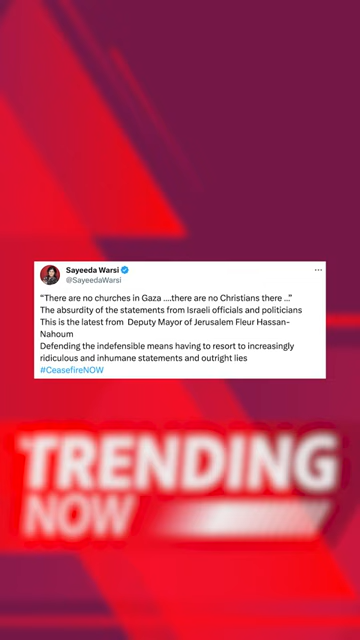 Sayeeda Warsi
@SayeedaWarsi
“There are no churches in Gaza ....there are no Christians there ...”
The absurdity of the statements from Israeli officials and politicians
This is the latest from Deputy Mayor of Jerusalem Fleur Hassan-
Nahoum
Defending the indefensible means having to resort to increasingly
ridiculous and inhumane statements and outright lies
#CeasefireNOW
TRENDING
NOW